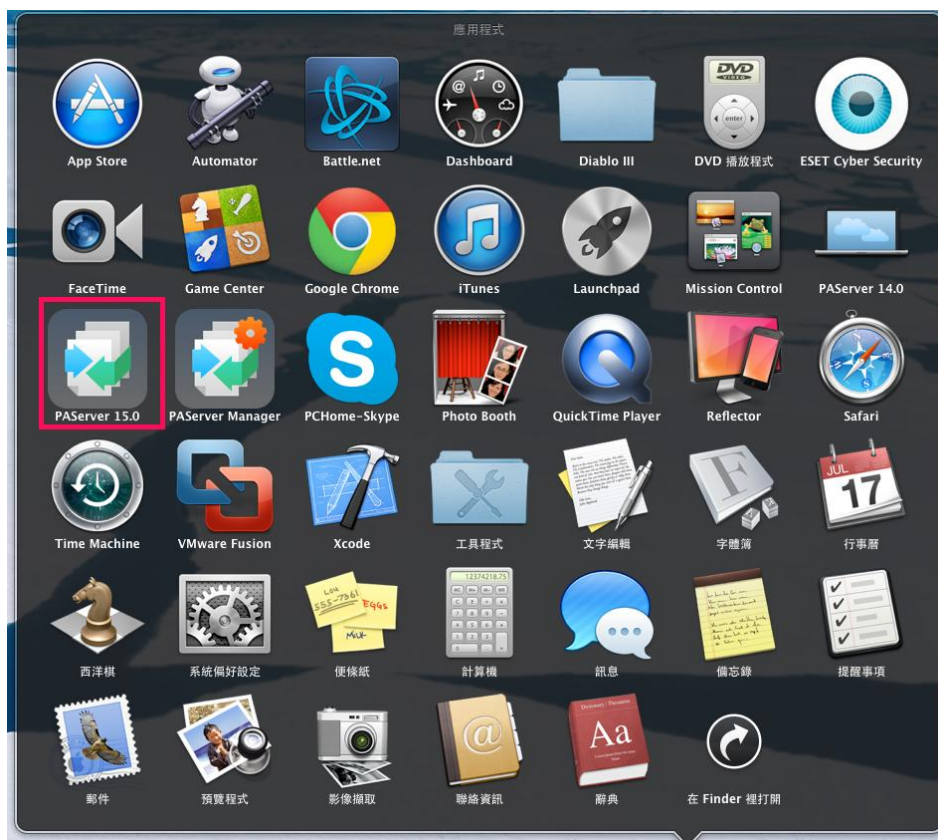 應用程式
App Store
Automator
Battle.net
Dashboard
Diablo III
DVD 播放程式
ESET Cyber Security
FaceTime
Game Center
Google Chrome
iTunes
Launchpad
Mission Control
PAServer 14.0
PAServer 15.0
PAServer Manager
PCHome-Skype
Photo Booth
QuickTime Player
Reflector
Safari
Time Machine
VMware Fusion
Xcode
工具程式
文字編輯
字體簿
行事曆
西洋棋
系統偏好設定
便條紙
計算機
訊息
備忘錄
提醒事項
郵件
預覽程式
影像擷取
聯絡資訊
辭典
在 Finder 裡打開